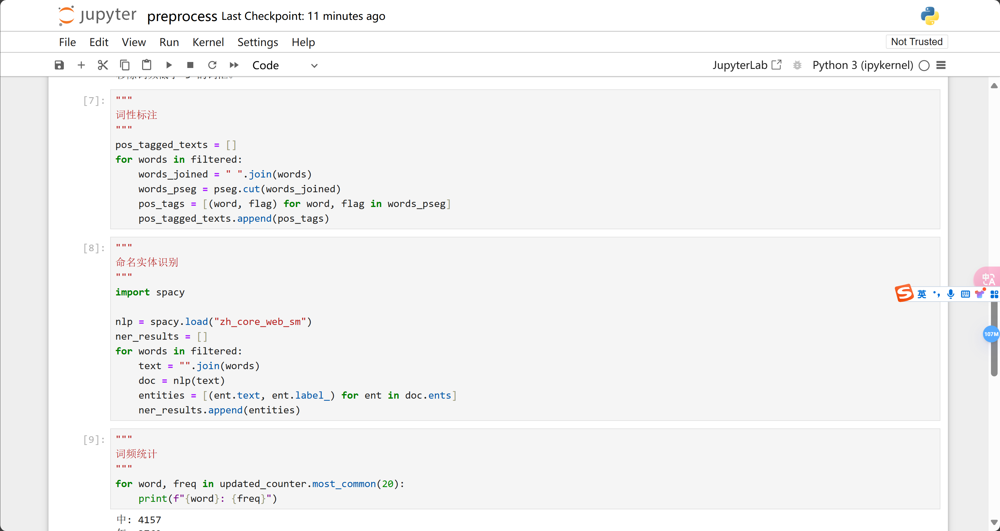 jupyter preprocess Last Checkpoint: 11 minutes ago
File Edit View Run Kernel Settings Help Not Trusted
Code JupyterLab Python 3 (ipykernel)
[7]:
"""
词性标注
"""
pos_tagged_texts = []
for words in filtered:
    words_joined = " ".join(words)
    words_pseg = pseg.cut(words_joined)
    pos_tags = [(word, flag) for word, flag in words_pseg]
    pos_tagged_texts.append(pos_tags)
[8]:
"""
命名实体识别
"""
import spacy
nlp = spacy.load("zh_core_web_sm")
ner_results = []
for words in filtered:
    text = "".join(words)
    doc = nlp(text)
    entities = [(ent.text, ent.label_) for ent in doc.ents]
    ner_results.append(entities)
[9]:
"""
词频统计
"""
for word, freq in updated_counter.most_common(20):
    print(f"{word}: {freq}")
中: 4157
中A
S 英
107M